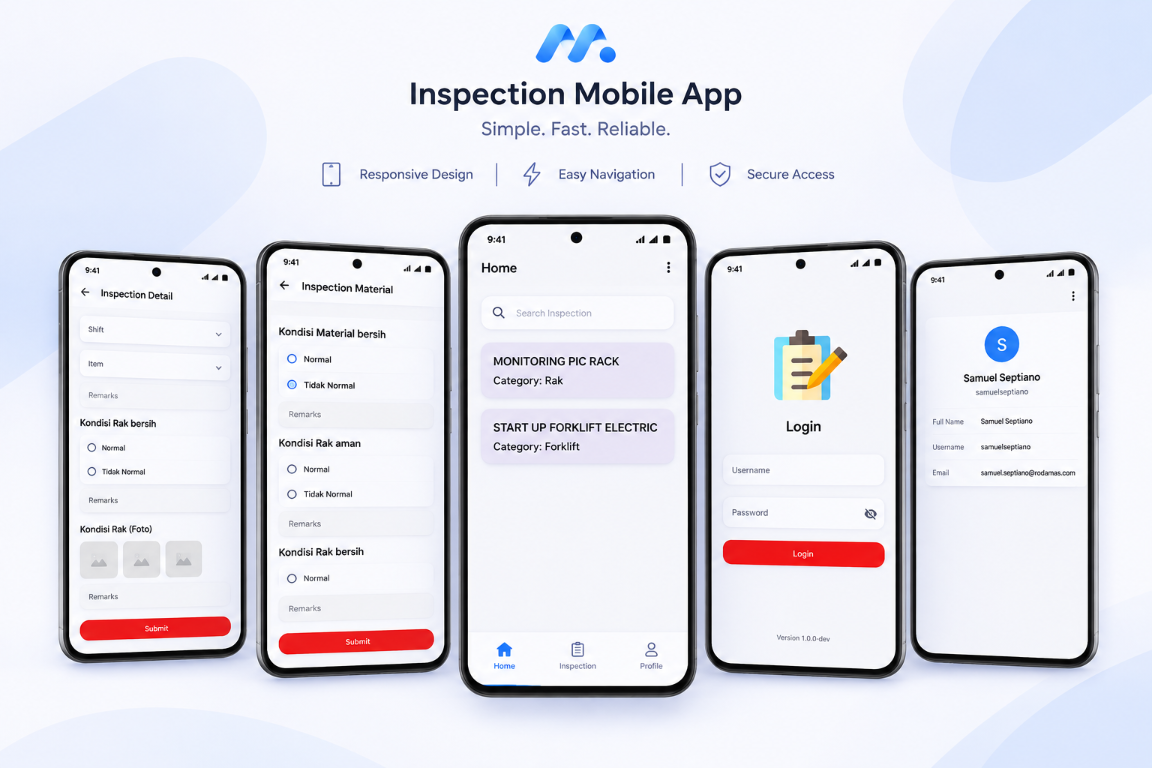 Inspection Mobile App
Simple. Fast. Reliable.
Responsive Design
Easy Navigation
Secure Access
9:41
Inspection Detail
Shift
Item
Remarks
Kondisi Rak bersih
Normal
Tidak Normal
Remarks
Kondisi Rak (Foto)
Remarks
Submit
9:41
Inspection Material
Kondisi Material bersih
Normal
Tidak Normal
Remarks
Kondisi Rak aman
Normal
Tidak Normal
Remarks
Kondisi Rak bersih
Normal
Remarks
Submit
9:41
Home
Search Inspection
MONITORING PIC RACK
Category: Rak
START UP FORKLIFT ELECTRIC
Category: Forklift
Home
Inspection
Profile
9:41
Login
Username
Password
Login
Version 1.0.0-dev
9:41
S
Samuel Septiano
samuelseptiano
Full Name Samuel Septiano
Username samuelseptiano
Email samuel.septiano@rodamas.com